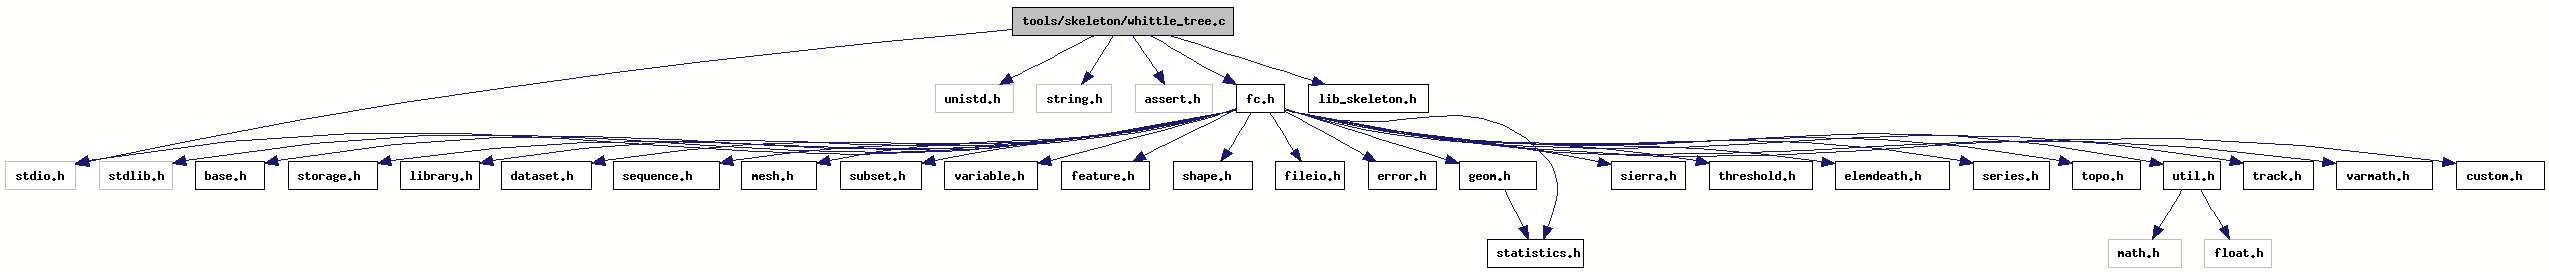 tools/skeleton/whittle_tree.c
unistd.h
string.h
assert.h
fc.h
lib_skeleton.h
stdio.h
stdlib.h
base.h
storage.h
library.h
dataset.h
sequence.h
mesh.h
subset.h
variable.h
feature.h
shape.h
fileio.h
error.h
geom.h
sierra.h
threshold.h
elemdeath.h
series.h
topo.h
util.h
track.h
varmath.h
custom.h
statistics.h
math.h
float.h